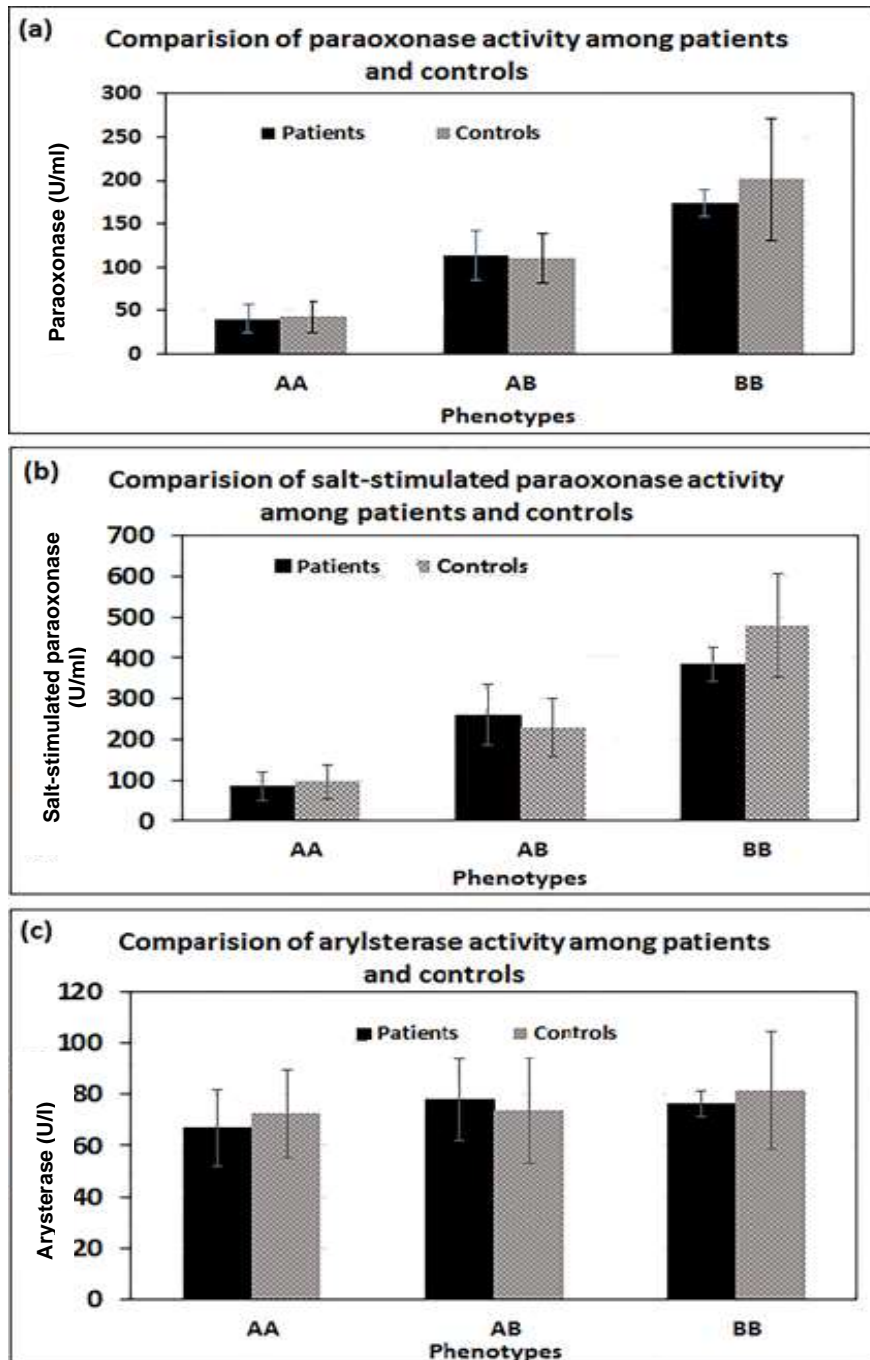 (a)
Comparision of paraoxonase activity among patients
and controls
300
250
200
150
100
50
0
Paraoxonase (U/ml)
Patients
Controls
AA
AB
BB
Phenotypes
(b)
Comparision of salt-stimulated paraoxonase activity
among patients and controls
700
600
500
400
300
200
100
0
Salt-stimulated paraoxonase
(U/ml)
Patients
Controls
AA
AB
BB
Phenotypes
(c)
Comparision of arylsterase activity among patients
and controls
120
100
80
60
40
20
0
Arysterase (U/l)
Patients
Controls
AA
AB
BB
Phenotypes